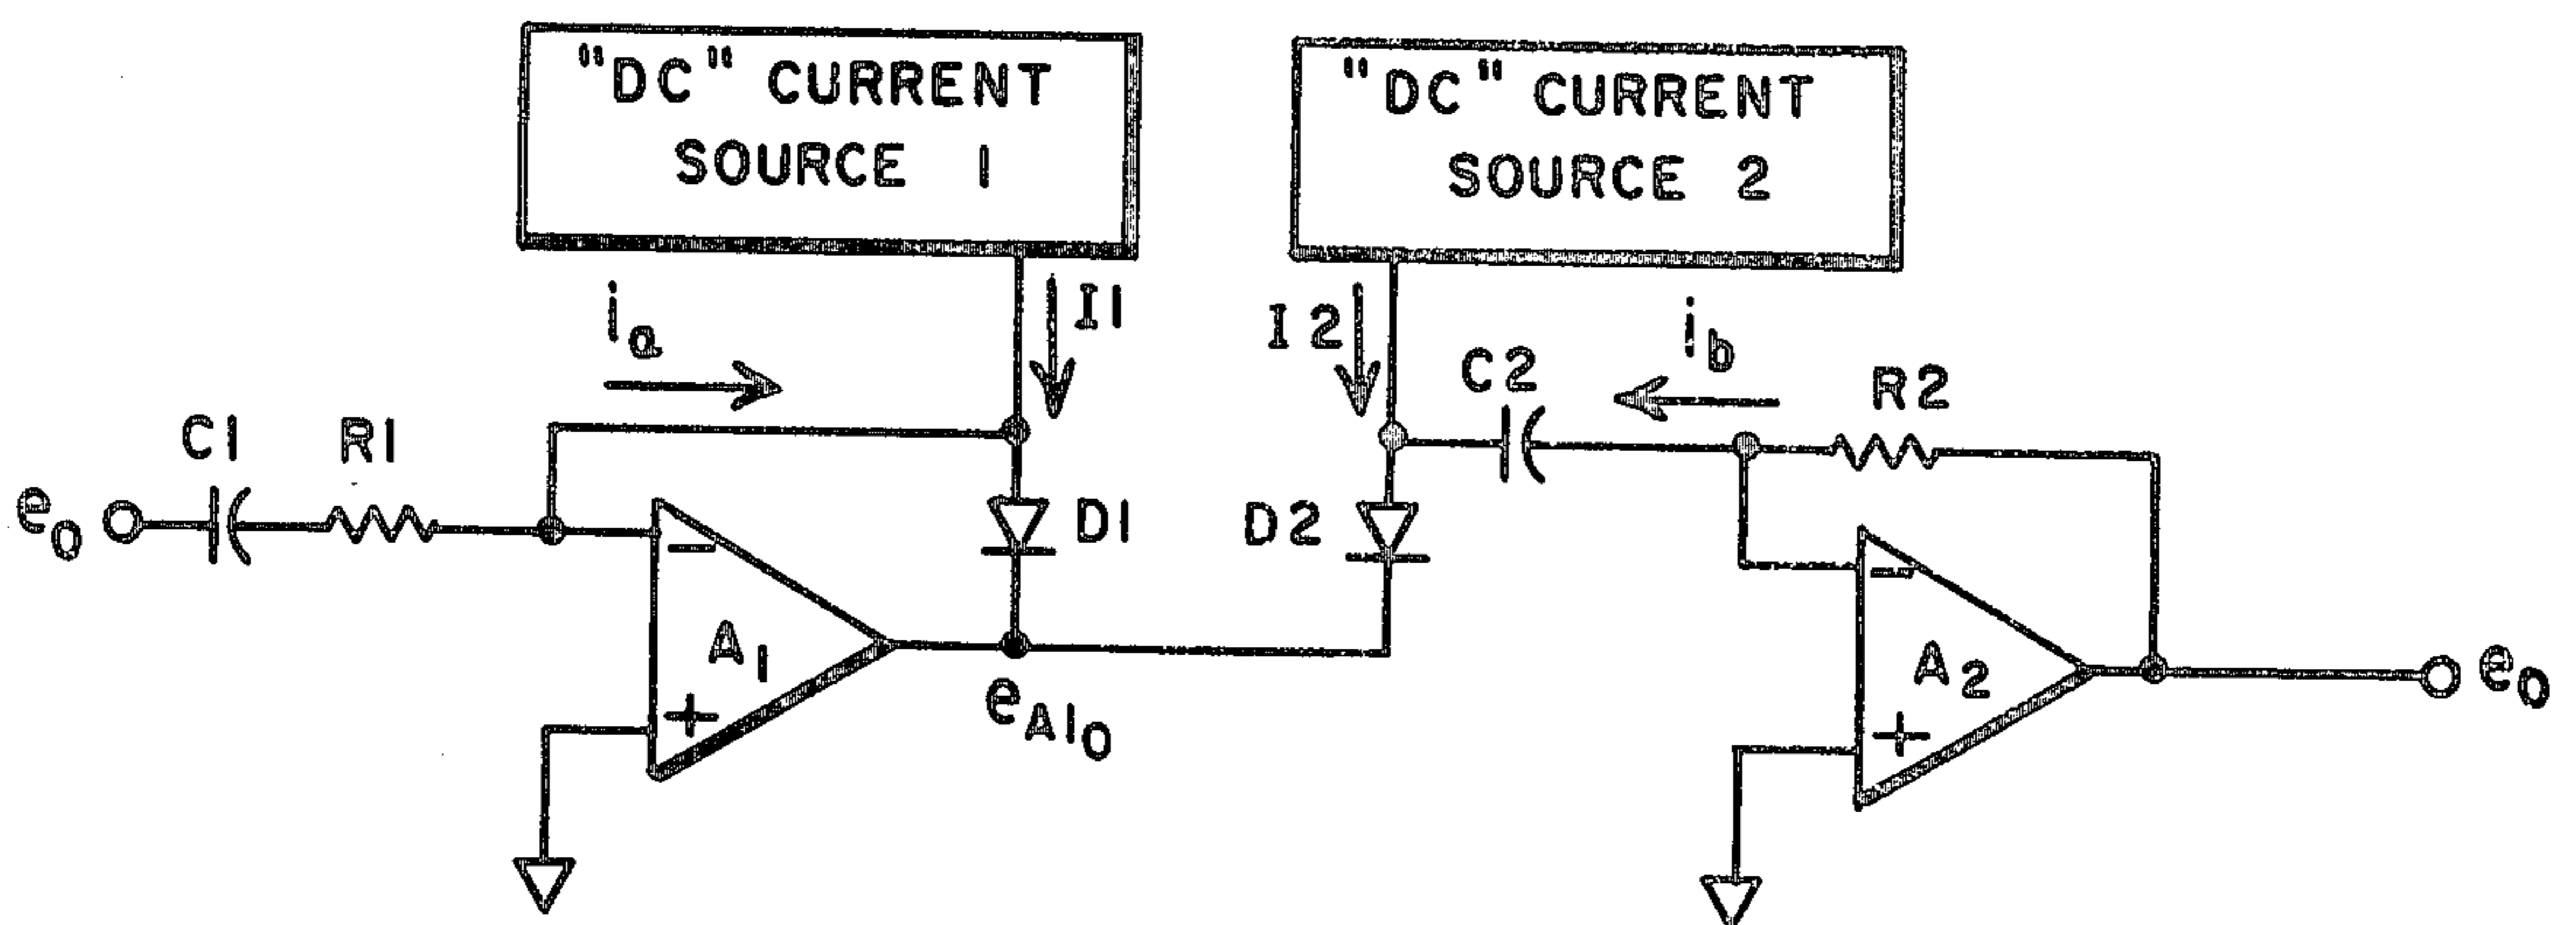 "DC" CURRENT
SOURCE 1
"DC" CURRENT
SOURCE 2
ia
I1
I2
ib
C2
R2
C1
R1
eo
D1
D2
−
−
A1
A2
+
+
eA1o
eo